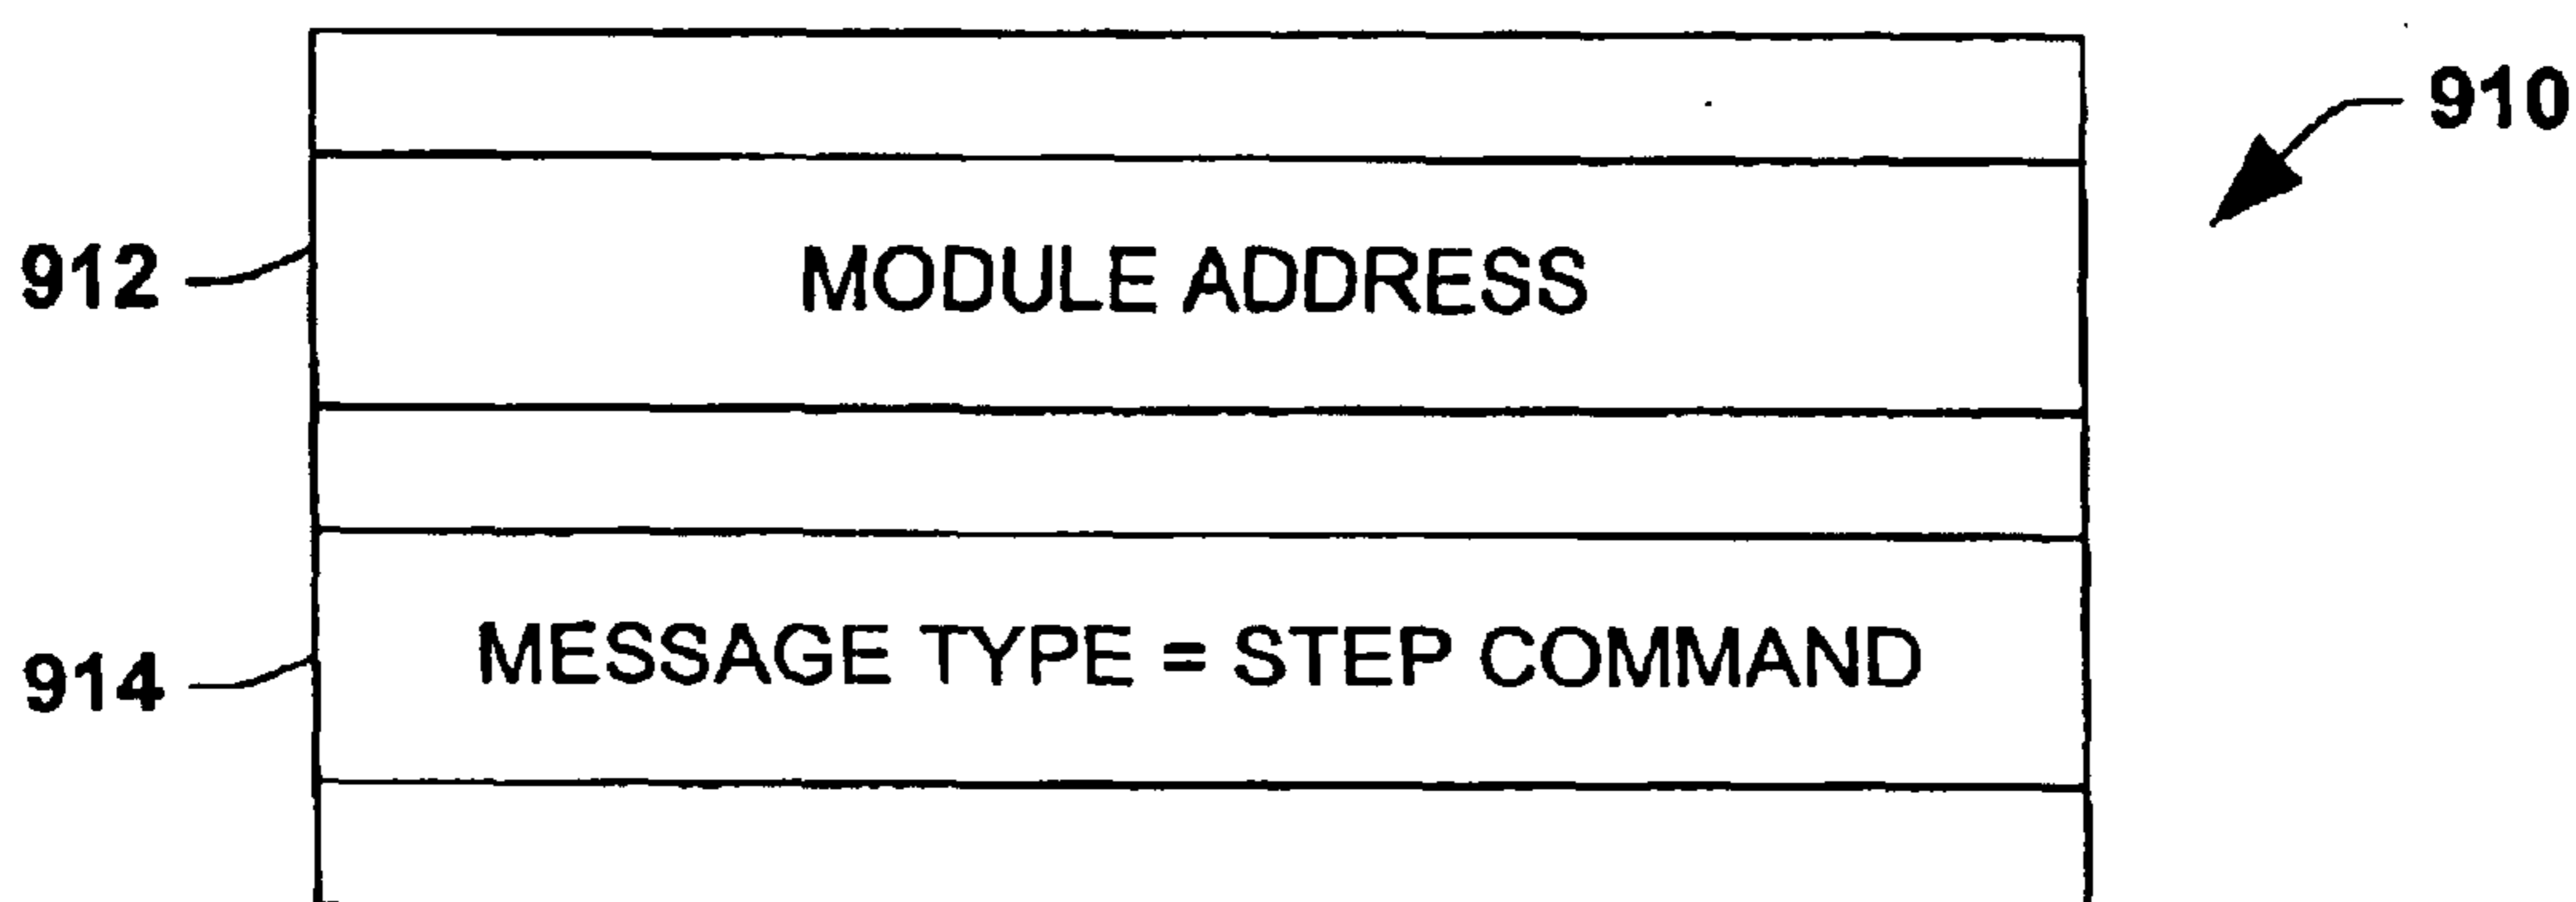 910
912
MODULE ADDRESS
914
MESSAGE TYPE = STEP COMMAND